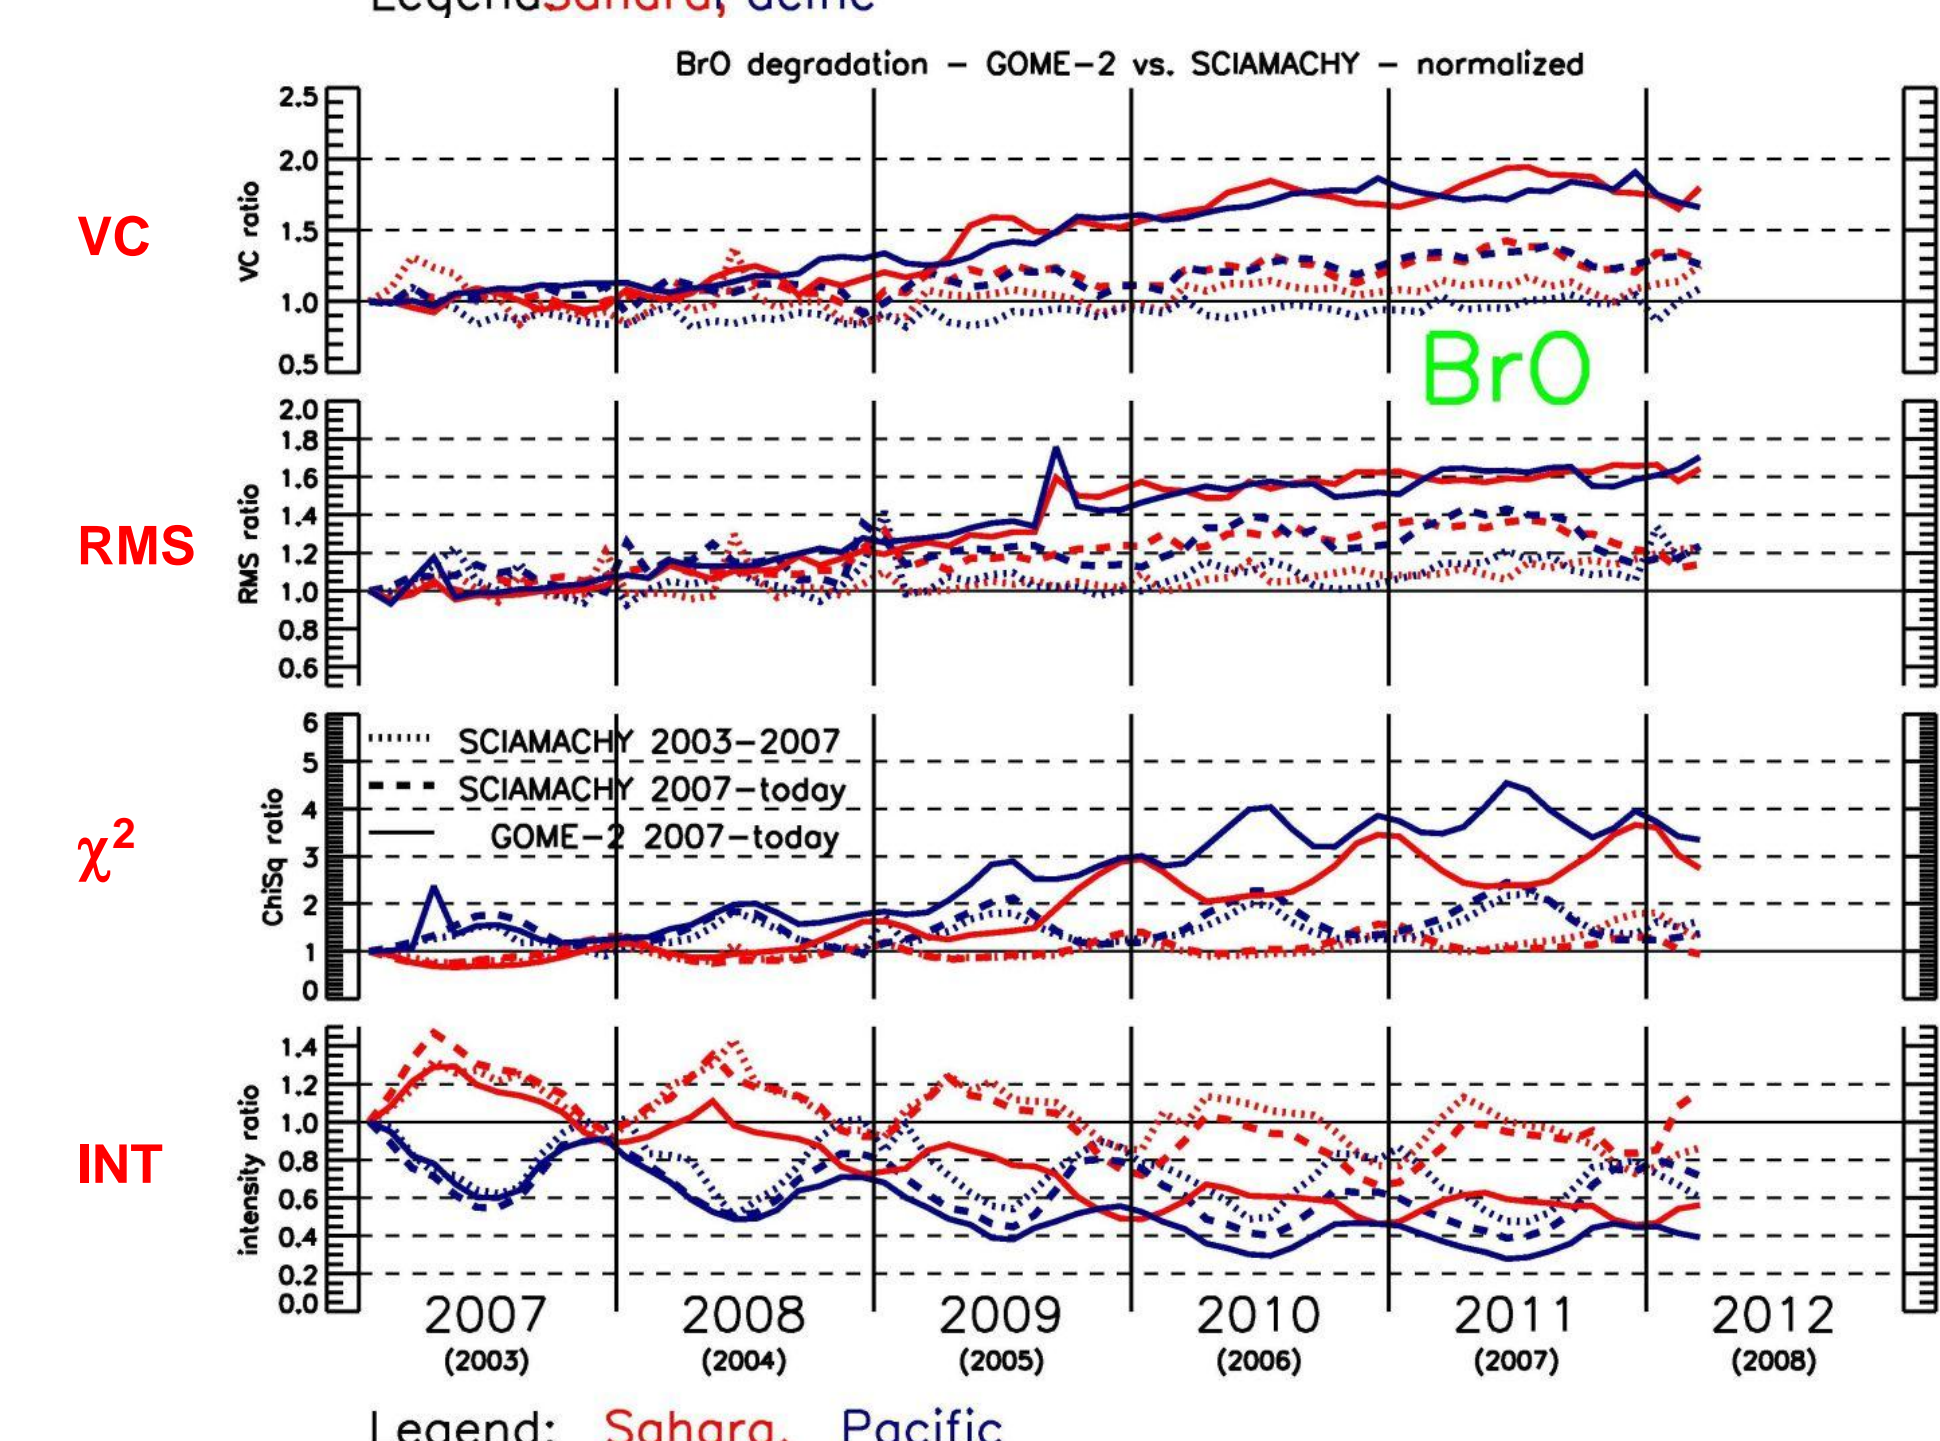 Legend: Sahara,
BrO degradation – GOME–2 vs. SCIAMACHY – normalized
VC
VC ratio
2.5
2.0
1.5
1.0
0.5
BrO
RMS
RMS ratio
2.0
1.8
1.6
1.4
1.2
1.0
0.8
0.6
χ2
ChiSq ratio
6
5
4
3
2
1
0
SCIAMACHY 2003–2007
SCIAMACHY 2007–today
GOME–2 2007–today
INT
intensity ratio
1.4
1.2
1.0
0.8
0.6
0.4
0.2
0.0
2007 2008 2009 2010 2011 2012
(2003) (2004) (2005) (2006) (2007) (2008)
Legend: Sahara, Pacific